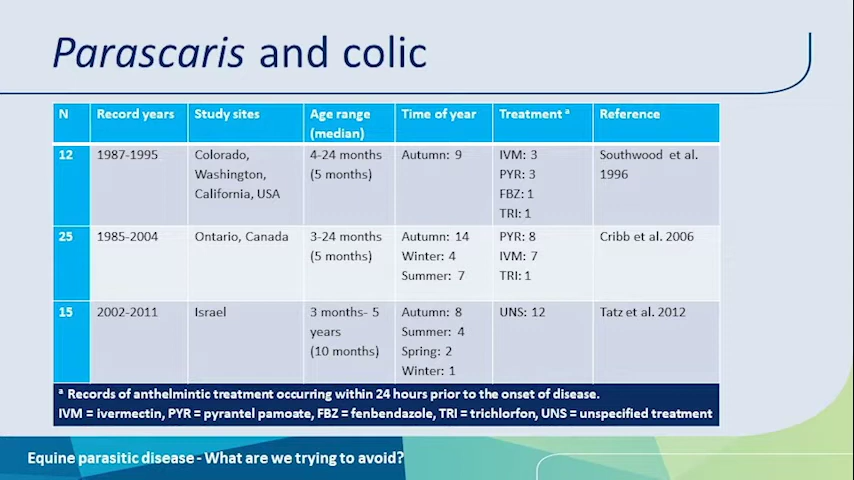 Parascaris and colic
N Record years Study sites Age range (median) Time of year Treatment ᵃ Reference
12 1987-1995 Colorado, Washington, California, USA 4-24 months (5 months) Autumn: 9 IVM: 3 PYR: 3 FBZ: 1 TRI: 1 Southwood et al. 1996
25 1985-2004 Ontario, Canada 3-24 months (5 months) Autumn: 14 Winter: 4 Summer: 7 PYR: 8 IVM: 7 TRI: 1 Cribb et al. 2006
15 2002-2011 Israel 3 months- 5 years (10 months) Autumn: 8 Summer: 4 Spring: 2 Winter: 1 UNS: 12 Tatz et al. 2012
ᵃ Records of anthelmintic treatment occurring within 24 hours prior to the onset of disease.
IVM = ivermectin, PYR = pyrantel pamoate, FBZ = fenbendazole, TRI = trichlorfon, UNS = unspecified treatment
Equine parasitic disease - What are we trying to avoid?